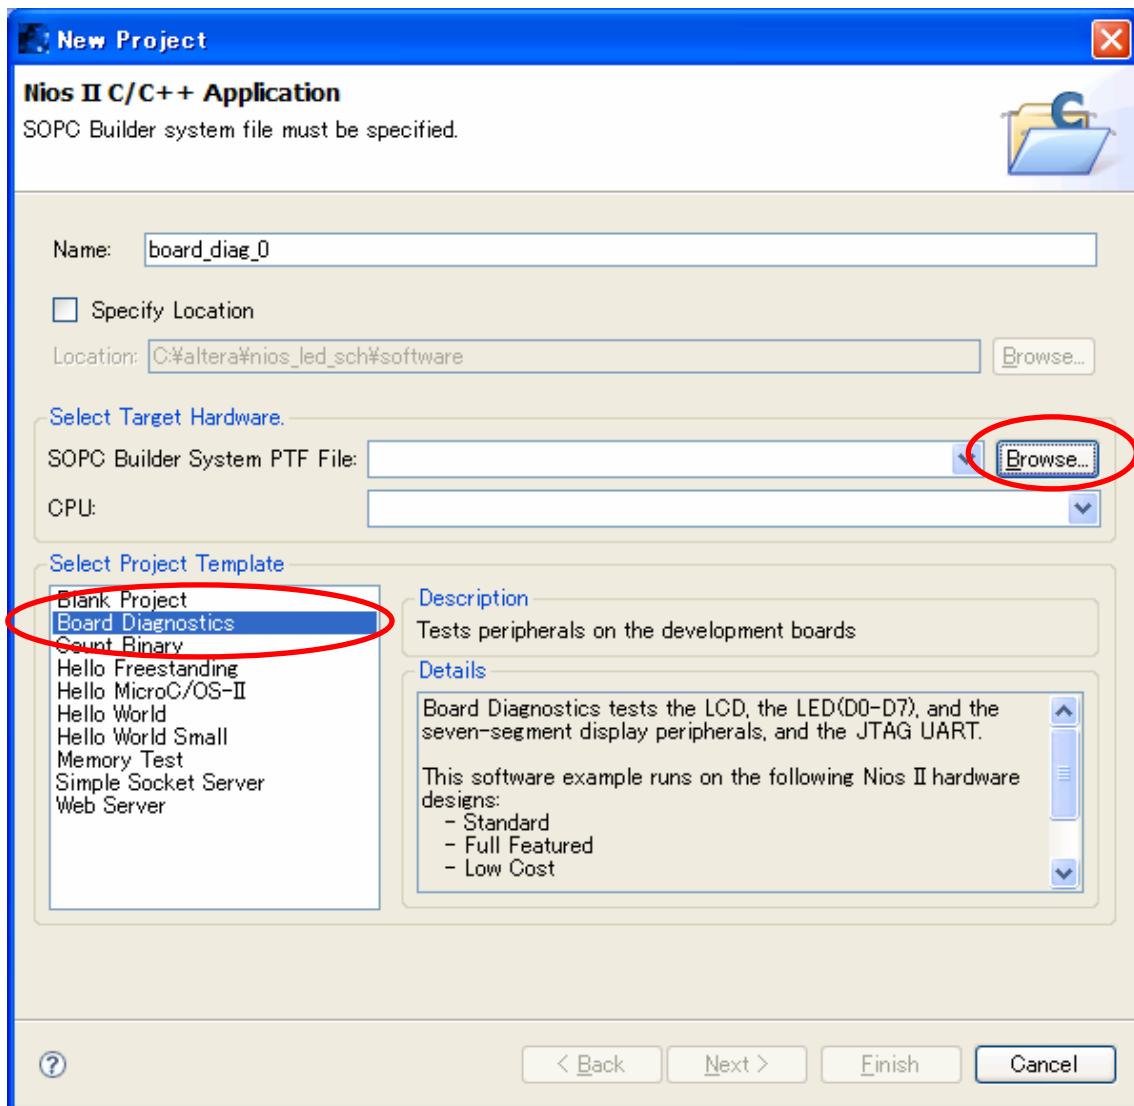 New Project
Nios II C/C++ Application
SOPC Builder system file must be specified.
Name: board_diag_0
Specify Location
Location: C:¥altera¥nios_led_sch¥software Browse...
Select Target Hardware.
SOPC Builder System PTF File: Browse...
CPU:
Select Project Template
Blank Project
Board Diagnostics
Count Binary
Hello Freestanding
Hello MicroC/OS-II
Hello World
Hello World Small
Memory Test
Simple Socket Server
Web Server
Description
Tests peripherals on the development boards
Details
Board Diagnostics tests the LCD, the LED(D0-D7), and the
seven-segment display peripherals, and the JTAG UART.
This software example runs on the following Nios II hardware
designs:
- Standard
- Full Featured
- Low Cost
? < Back Next > Finish Cancel